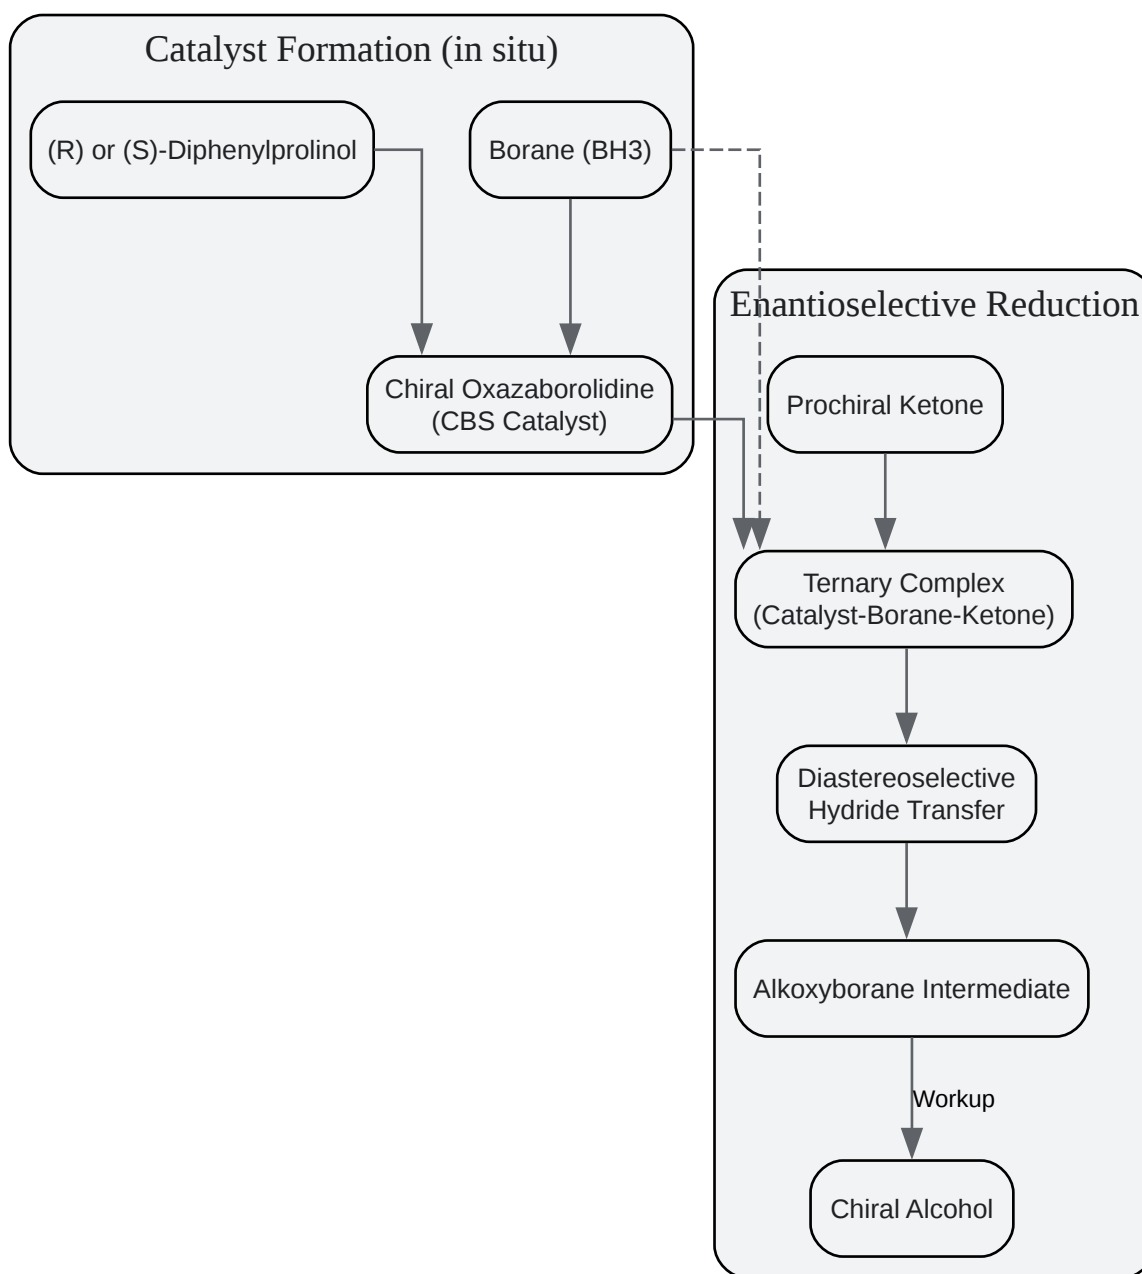 Catalyst Formation (in situ)
(R) or (S)-Diphenylprolinol
Borane (BH3)
Chiral Oxazaborolidine
(CBS Catalyst)
Enantioselective Reduction
Prochiral Ketone
Ternary Complex
(Catalyst-Borane-Ketone)
Diastereoselective
Hydride Transfer
Alkoxyborane Intermediate
Workup
Chiral Alcohol